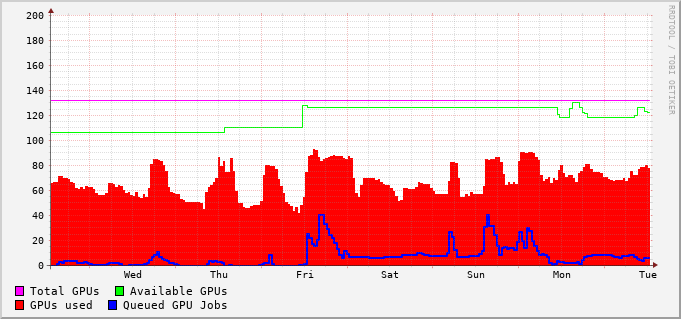 200
180
160
140
120
100
80
60
40
20
0
Wed Thu Fri Sat Sun Mon Tue
Total GPUs Available GPUs
GPUs used Queued GPU Jobs
RRDTOOL / TOBI OETIKER